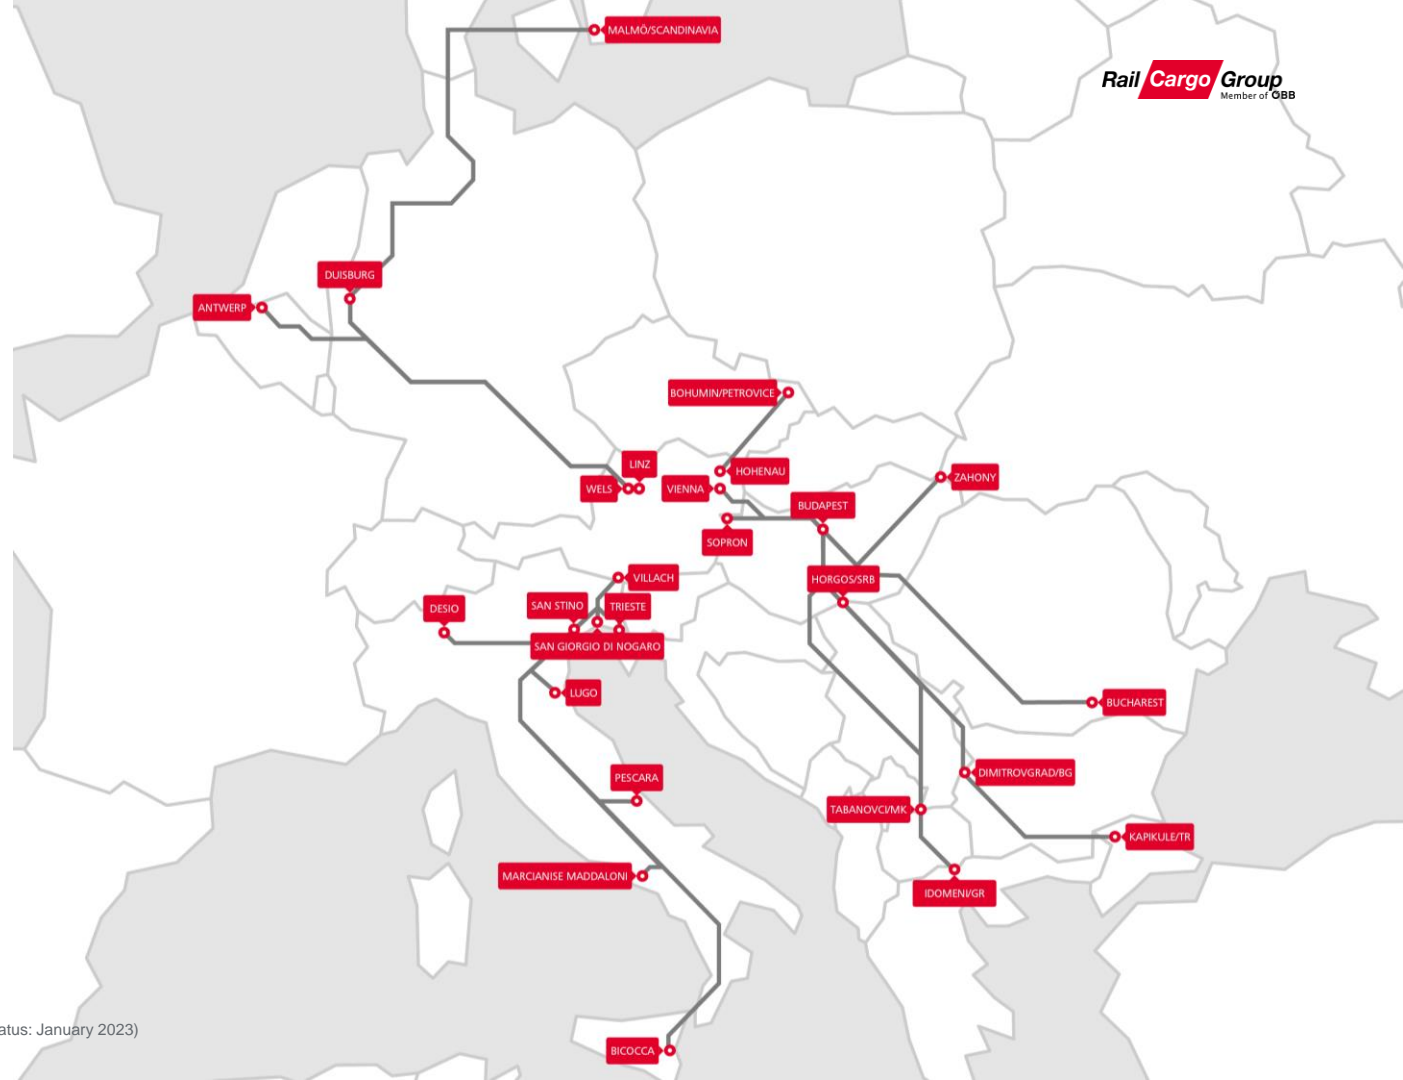 MALMÖ/SCANDINAVIA
Rail Cargo Group
Member of ÖBB
DUISBURG
ANTWERP
BOHUMIN/PETROVICE
LINZ
HOHENAU
ZAHONY
WELS
VIENNA
BUDAPEST
SOPRON
VILLACH
HORGOS/SRB
DESIO
SAN STINO
TRIESTE
SAN GIORGIO DI NOGARO
LUGO
BUCHAREST
PESCARA
DIMITROVGRAD/BG
TABANOVCI/MK
KAPIKULE/TR
MARCIANISE MADDALONI
IDOMENI/GR
atus: January 2023)
BICOCCA